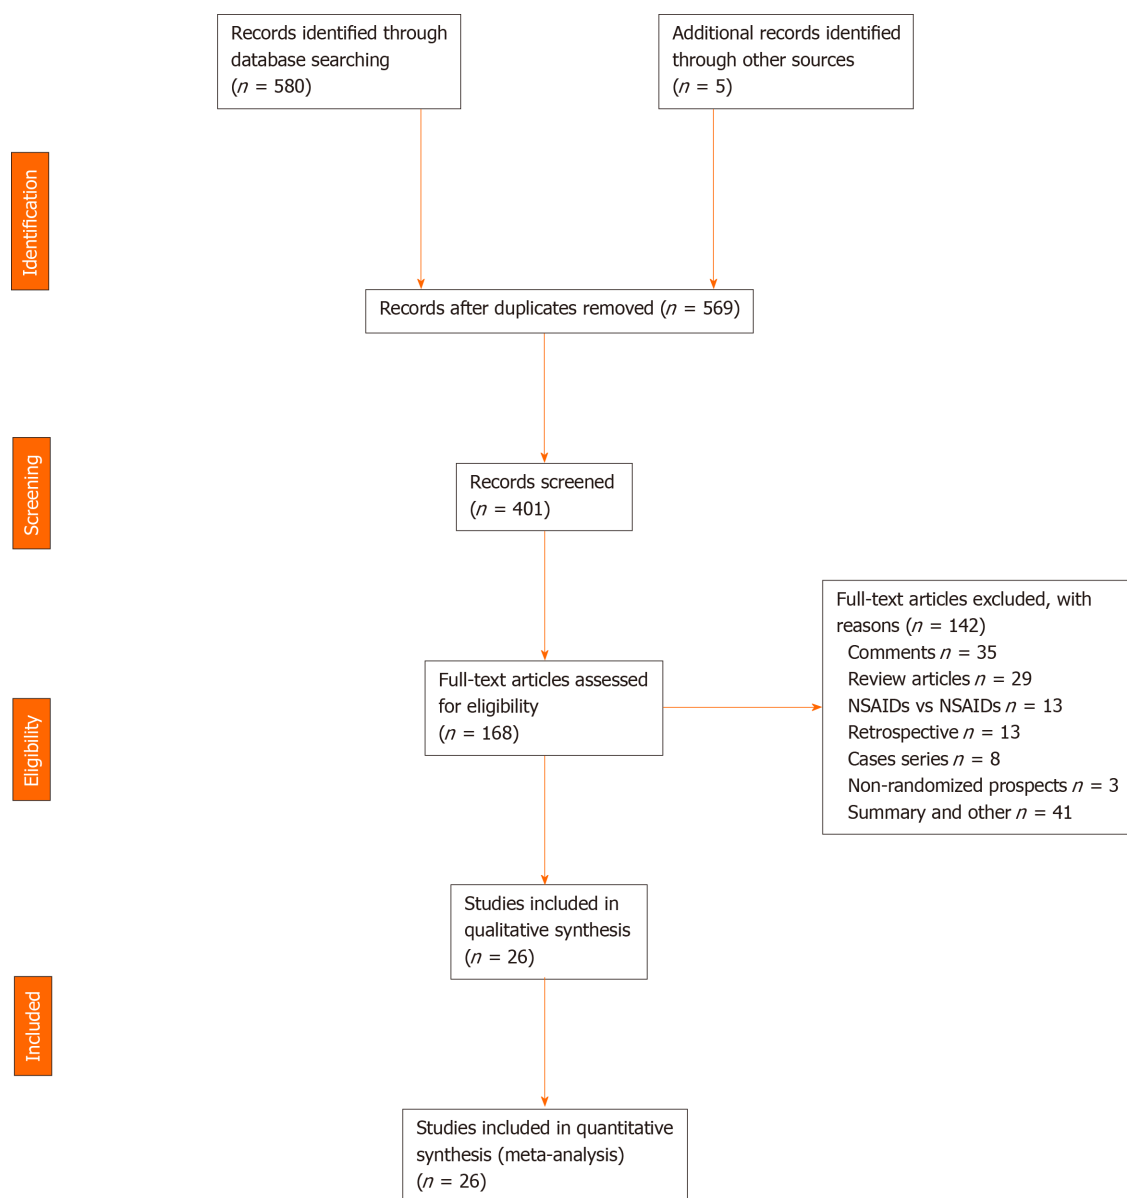 Records identified through
database searching
(n = 580)
Additional records identified
through other sources
(n = 5)
Identification
Records after duplicates removed (n = 569)
Screening
Records screened
(n = 401)
Full-text articles excluded, with
reasons (n = 142)
Comments n = 35
Review articles n = 29
NSAIDs vs NSAIDs n = 13
Retrospective n = 13
Cases series n = 8
Non-randomized prospects n = 3
Summary and other n = 41
Full-text articles assessed
for eligibility
(n = 168)
Eligibility
Studies included in
qualitative synthesis
(n = 26)
Included
Studies included in quantitative
synthesis (meta-analysis)
(n = 26)